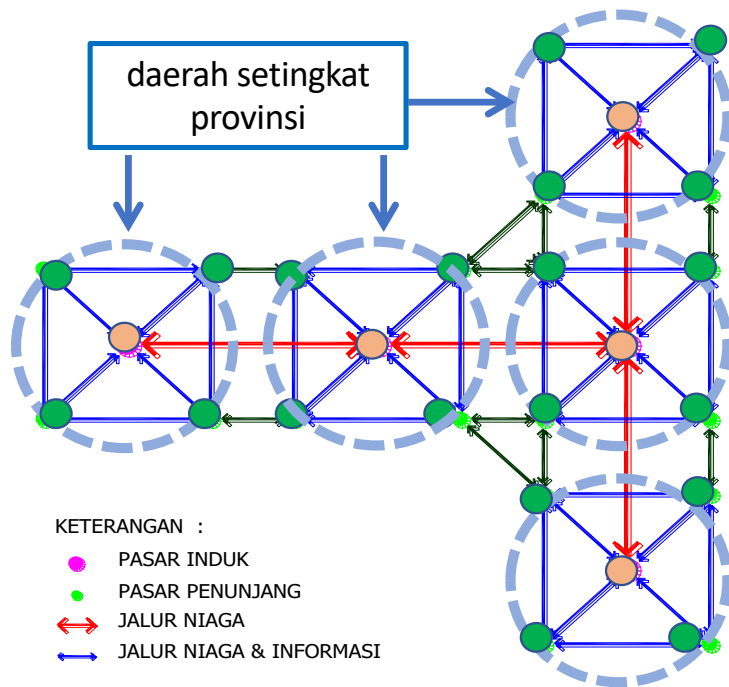 daerah setingkat
provinsi
KETERANGAN :
PASAR INDUK
PASAR PENUNJANG
JALUR NIAGA
JALUR NIAGA & INFORMASI